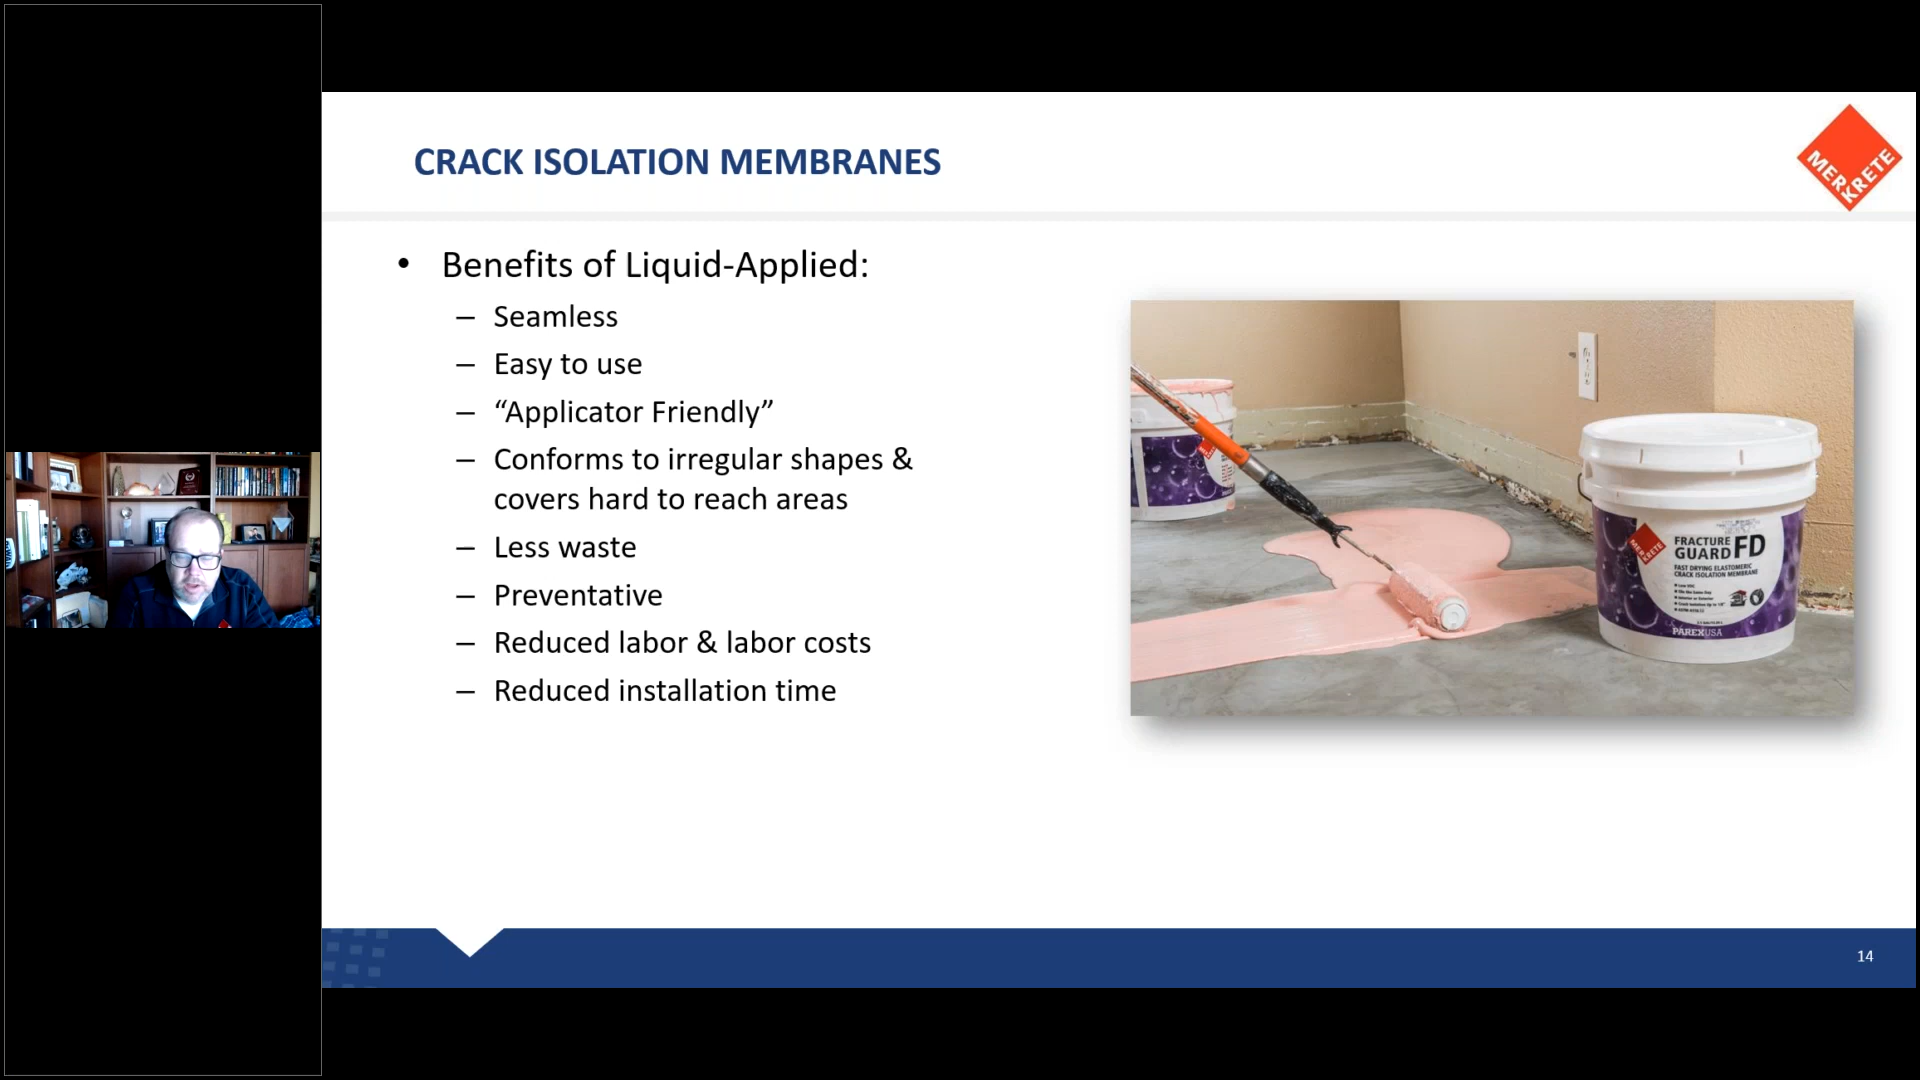 CRACK ISOLATION MEMBRANES
MERKRETE
• Benefits of Liquid-Applied:
– Seamless
– Easy to use
– “Applicator Friendly”
– Conforms to irregular shapes &
covers hard to reach areas
– Less waste
– Preventative
– Reduced labor & labor costs
– Reduced installation time
MERKRETE
FRACTURE
GUARD FD
FAST DRYING ELASTOMERIC
CRACK ISOLATION MEMBRANE
PAREXUSA
14